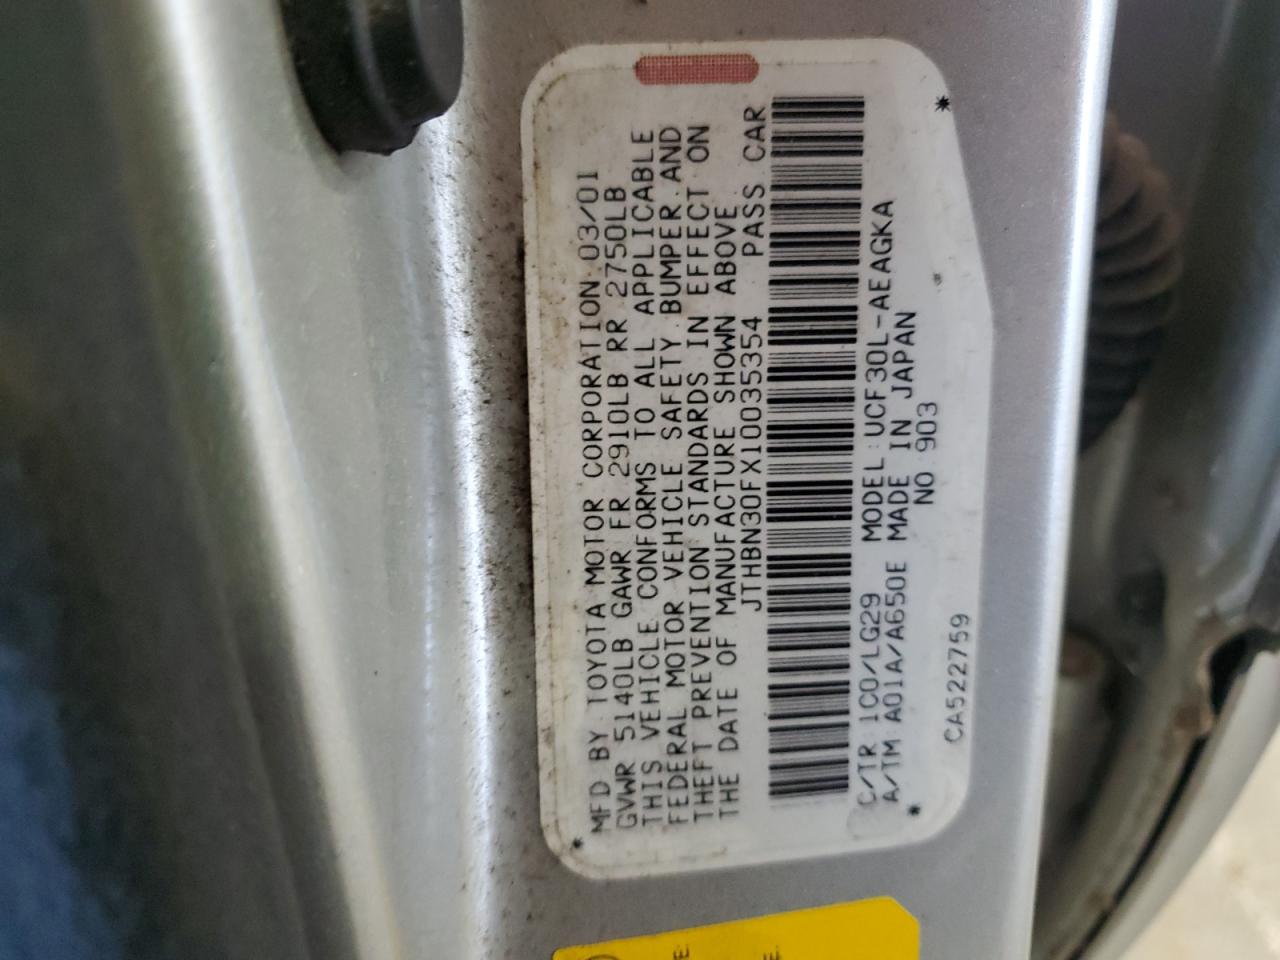 MFD BY TOYOTA MOTOR CORPORATION 03/01
GVWR 5140LB GAWR FR 2910LB RR 2750LB
THIS VEHICLE CONFORMS TO ALL APPLICABLE
FEDERAL MOTOR VEHICLE SAFETY BUMPER AND
THEFT PREVENTION STANDARDS IN EFFECT ON
THE DATE OF MANUFACTURE SHOWN ABOVE
JTHBN30FX10035354 PASS CAR
C/TR 1C0/LG29 MODEL:UCF30L-AEAGKA
A/TM A01A/A650E MADE IN JAPAN
NO 903
CA522759